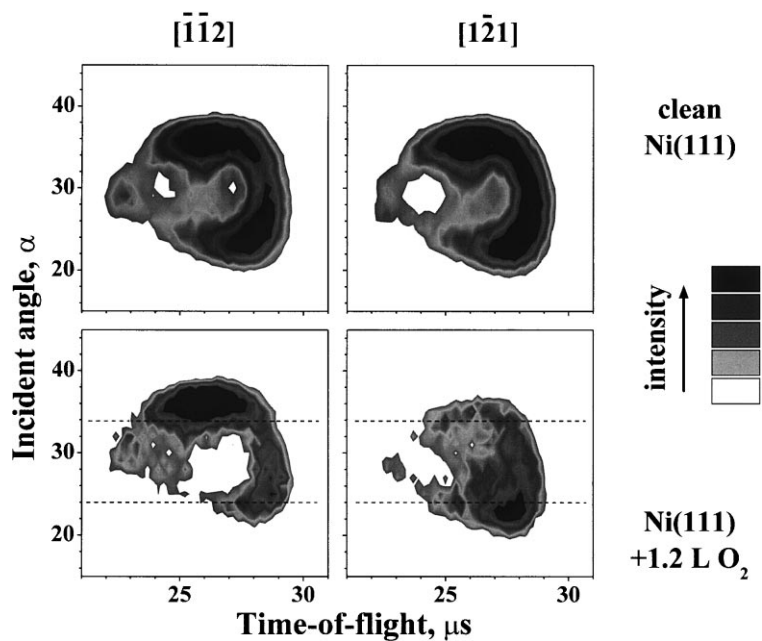 [1̄1̄2] [12̄1]
clean
Ni(111)
40
30
20
40
30
20
Incident angle, α
intensity
Ni(111)
+1.2 L O₂
25 30 25 30
Time-of-flight, μs